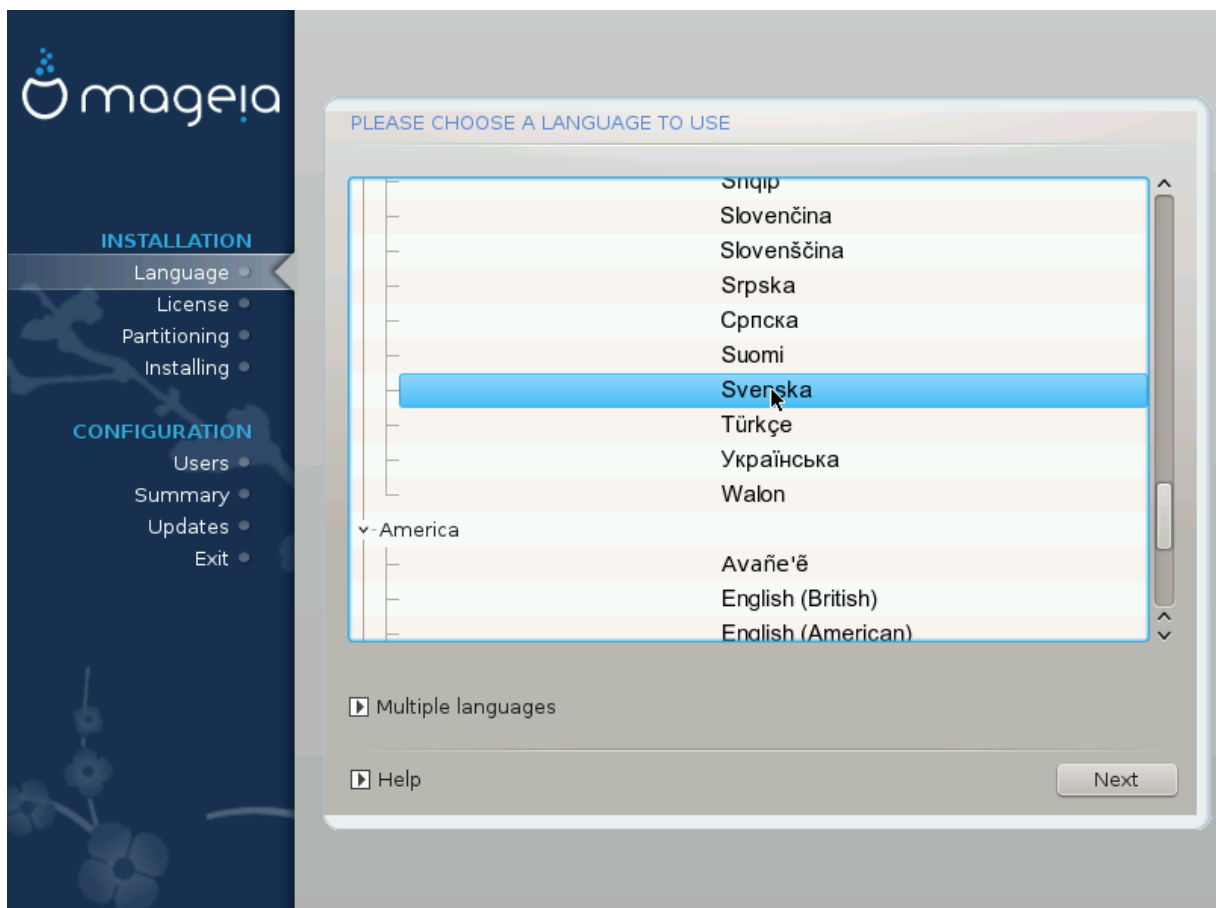 mageia
INSTALLATION
Language
License
Partitioning
Installing
CONFIGURATION
Users
Summary
Updates
Exit
PLEASE CHOOSE A LANGUAGE TO USE
Shqip
Slovenčina
Slovenščina
Srpska
Српска
Suomi
Svenska
Türkçe
Українська
Walon
America
Avañe'ẽ
English (British)
English (American)
Multiple languages
Help
Next